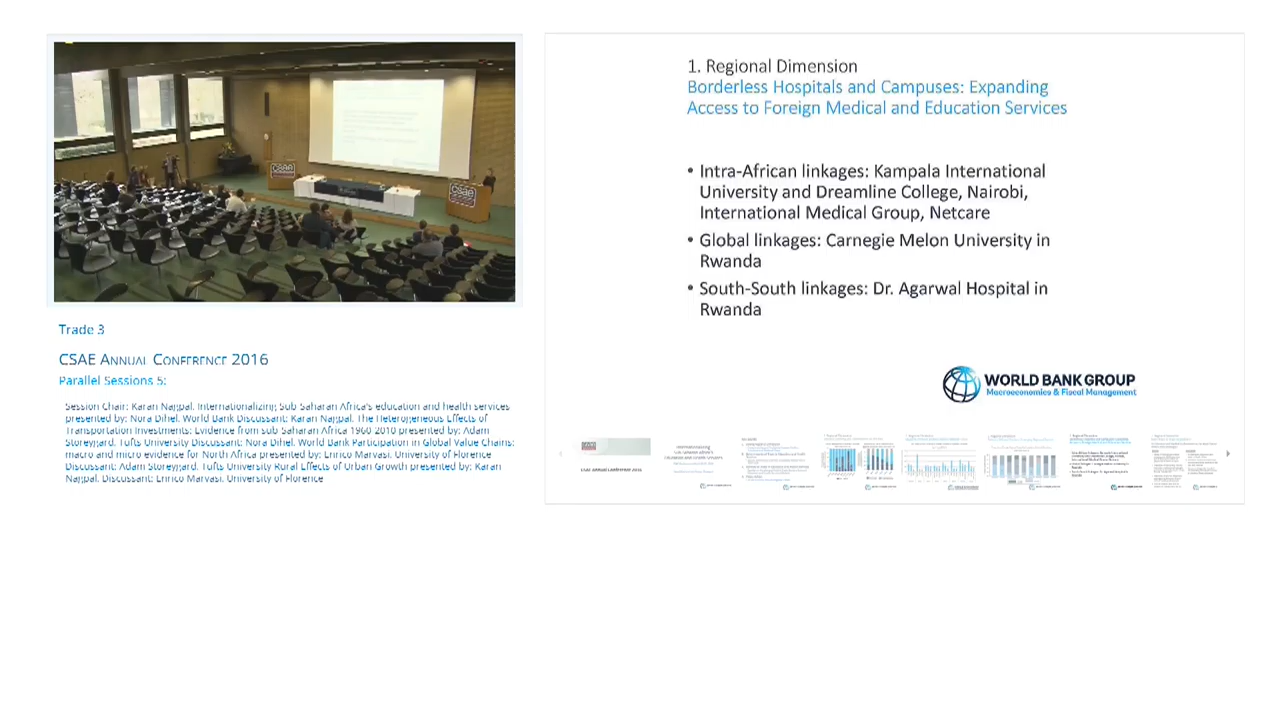 csae
csae
Trade 3
CSAE Annual Conference 2016
Parallel Sessions 5:
Session Chair: Karan Nagpal. Internationalizing Sub Saharan Africa's education and health services
presented by: Nora Dihel, World Bank Discussant: Karan Nagpal. The Heterogeneous Effects of
Transportation Investments: Evidence from sub-Saharan Africa 1960-2010 presented by: Adam
Storeygard, Tufts University Discussant: Nora Dihel, World Bank Participation in Global Value Chains:
macro and micro evidence for North Africa presented by: Enrico Marvasi, University of Florence
Discussant: Adam Storeygard, Tufts University Rural Effects of Urban Growth presented by: Karan
Nagpal. Discussant: Enrico Marvasi, University of Florence
1. Regional Dimension
Borderless Hospitals and Campuses: Expanding
Access to Foreign Medical and Education Services
• Intra-African linkages: Kampala International
University and Dreamline College, Nairobi,
International Medical Group, Netcare
• Global linkages: Carnegie Melon University in
Rwanda
• South-South linkages: Dr. Agarwal Hospital in
Rwanda
WORLD BANK GROUP
Macroeconomics & Fiscal Management